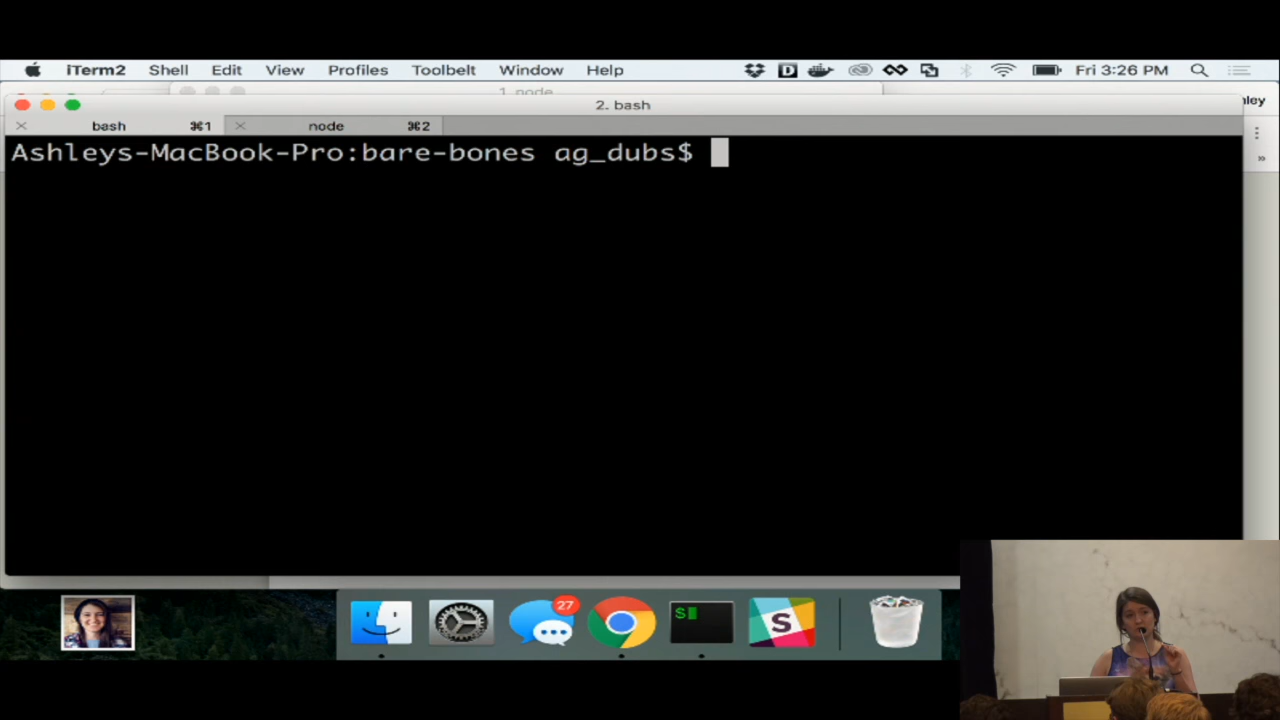 iTerm2 Shell Edit View Profiles Toolbelt Window Help Fri 3:26 PM
1. node
2. bash
hley
bash ⌘1 node ⌘2
Ashleys-MacBook-Pro:bare-bones ag_dubs$
27
$
S